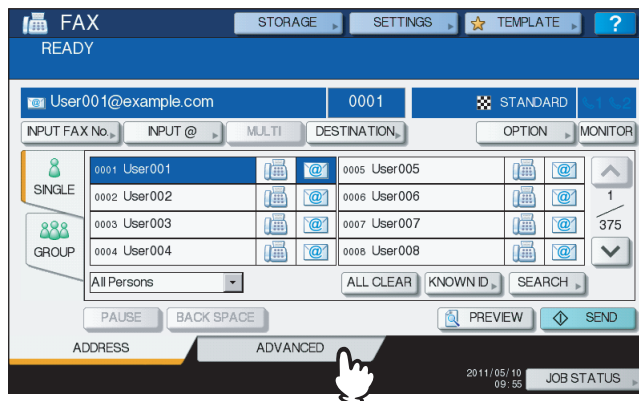 FAX STORAGE SETTINGS TEMPLATE ?
READY
User001@example.com 0001 STANDARD
INPUT FAX No. INPUT @ MULTI DESTINATION OPTION MONITOR
SINGLE
GROUP
0001 User001 @ 0005 User005 @
0002 User002 @ 0006 User006 @
0003 User003 @ 0007 User007 @
0004 User004 @ 0008 User008 @
1
375
All Persons ALL CLEAR KNOWN ID SEARCH
PAUSE BACK SPACE PREVIEW SEND
ADDRESS ADVANCED
2011/05/10
09:55 JOB STATUS